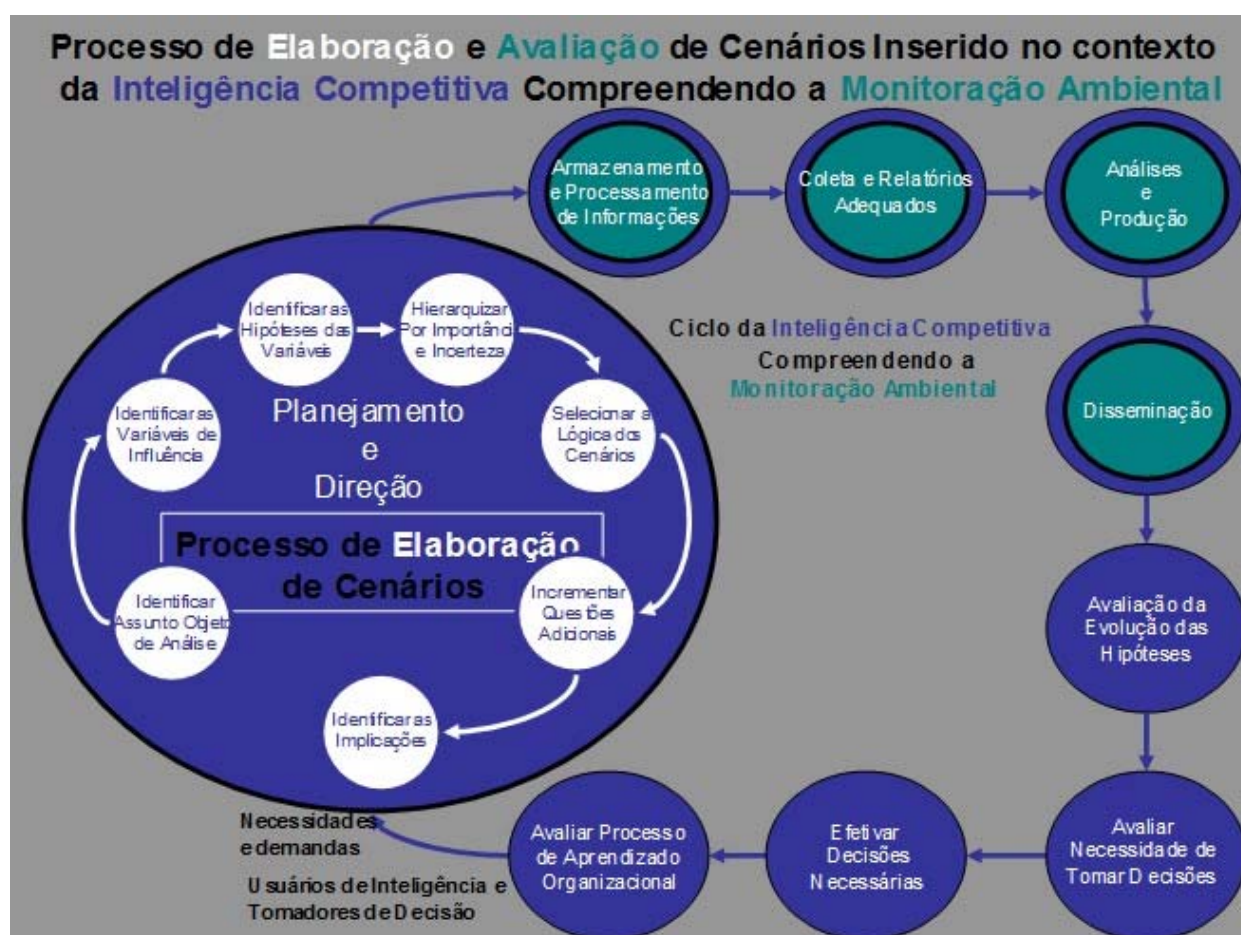 Processo de Elaboração e Avaliação de Cenários Inserido no contexto
da Inteligência Competitiva Compreendendo a Monitoração Ambiental
Armazenamento
e Processamento
de Informações
Coleta e Relatórios
Adequados
Análises
e
Produção
Identificar as
Hipóteses das
Variáveis
Hierarquizar
Por Importânci
e Incerteza
Ciclo da Inteligência Competitiva
Compreendendo a
Monitoração Ambiental
Identificar as
Variáveis de
Influência
Planejamento
e
Direção
Selecionar a
Lógica dos
Cenários
Disseminação
Processo de Elaboração
de Cenários
Identificar
Assunto Objeto
de Análise
Incrementar
Questões
Adicionais
Avaliação da
Evolução das
Hipóteses
Identificar as
Implicações
Necessidades
e demandas
Usuários de Inteligência e
Tomadores de Decisão
Avaliar Processo
de Aprendizado
Organizacional
Efetivar
Decisões
Necessárias
Avaliar
Necessidade de
Tomar Decisões